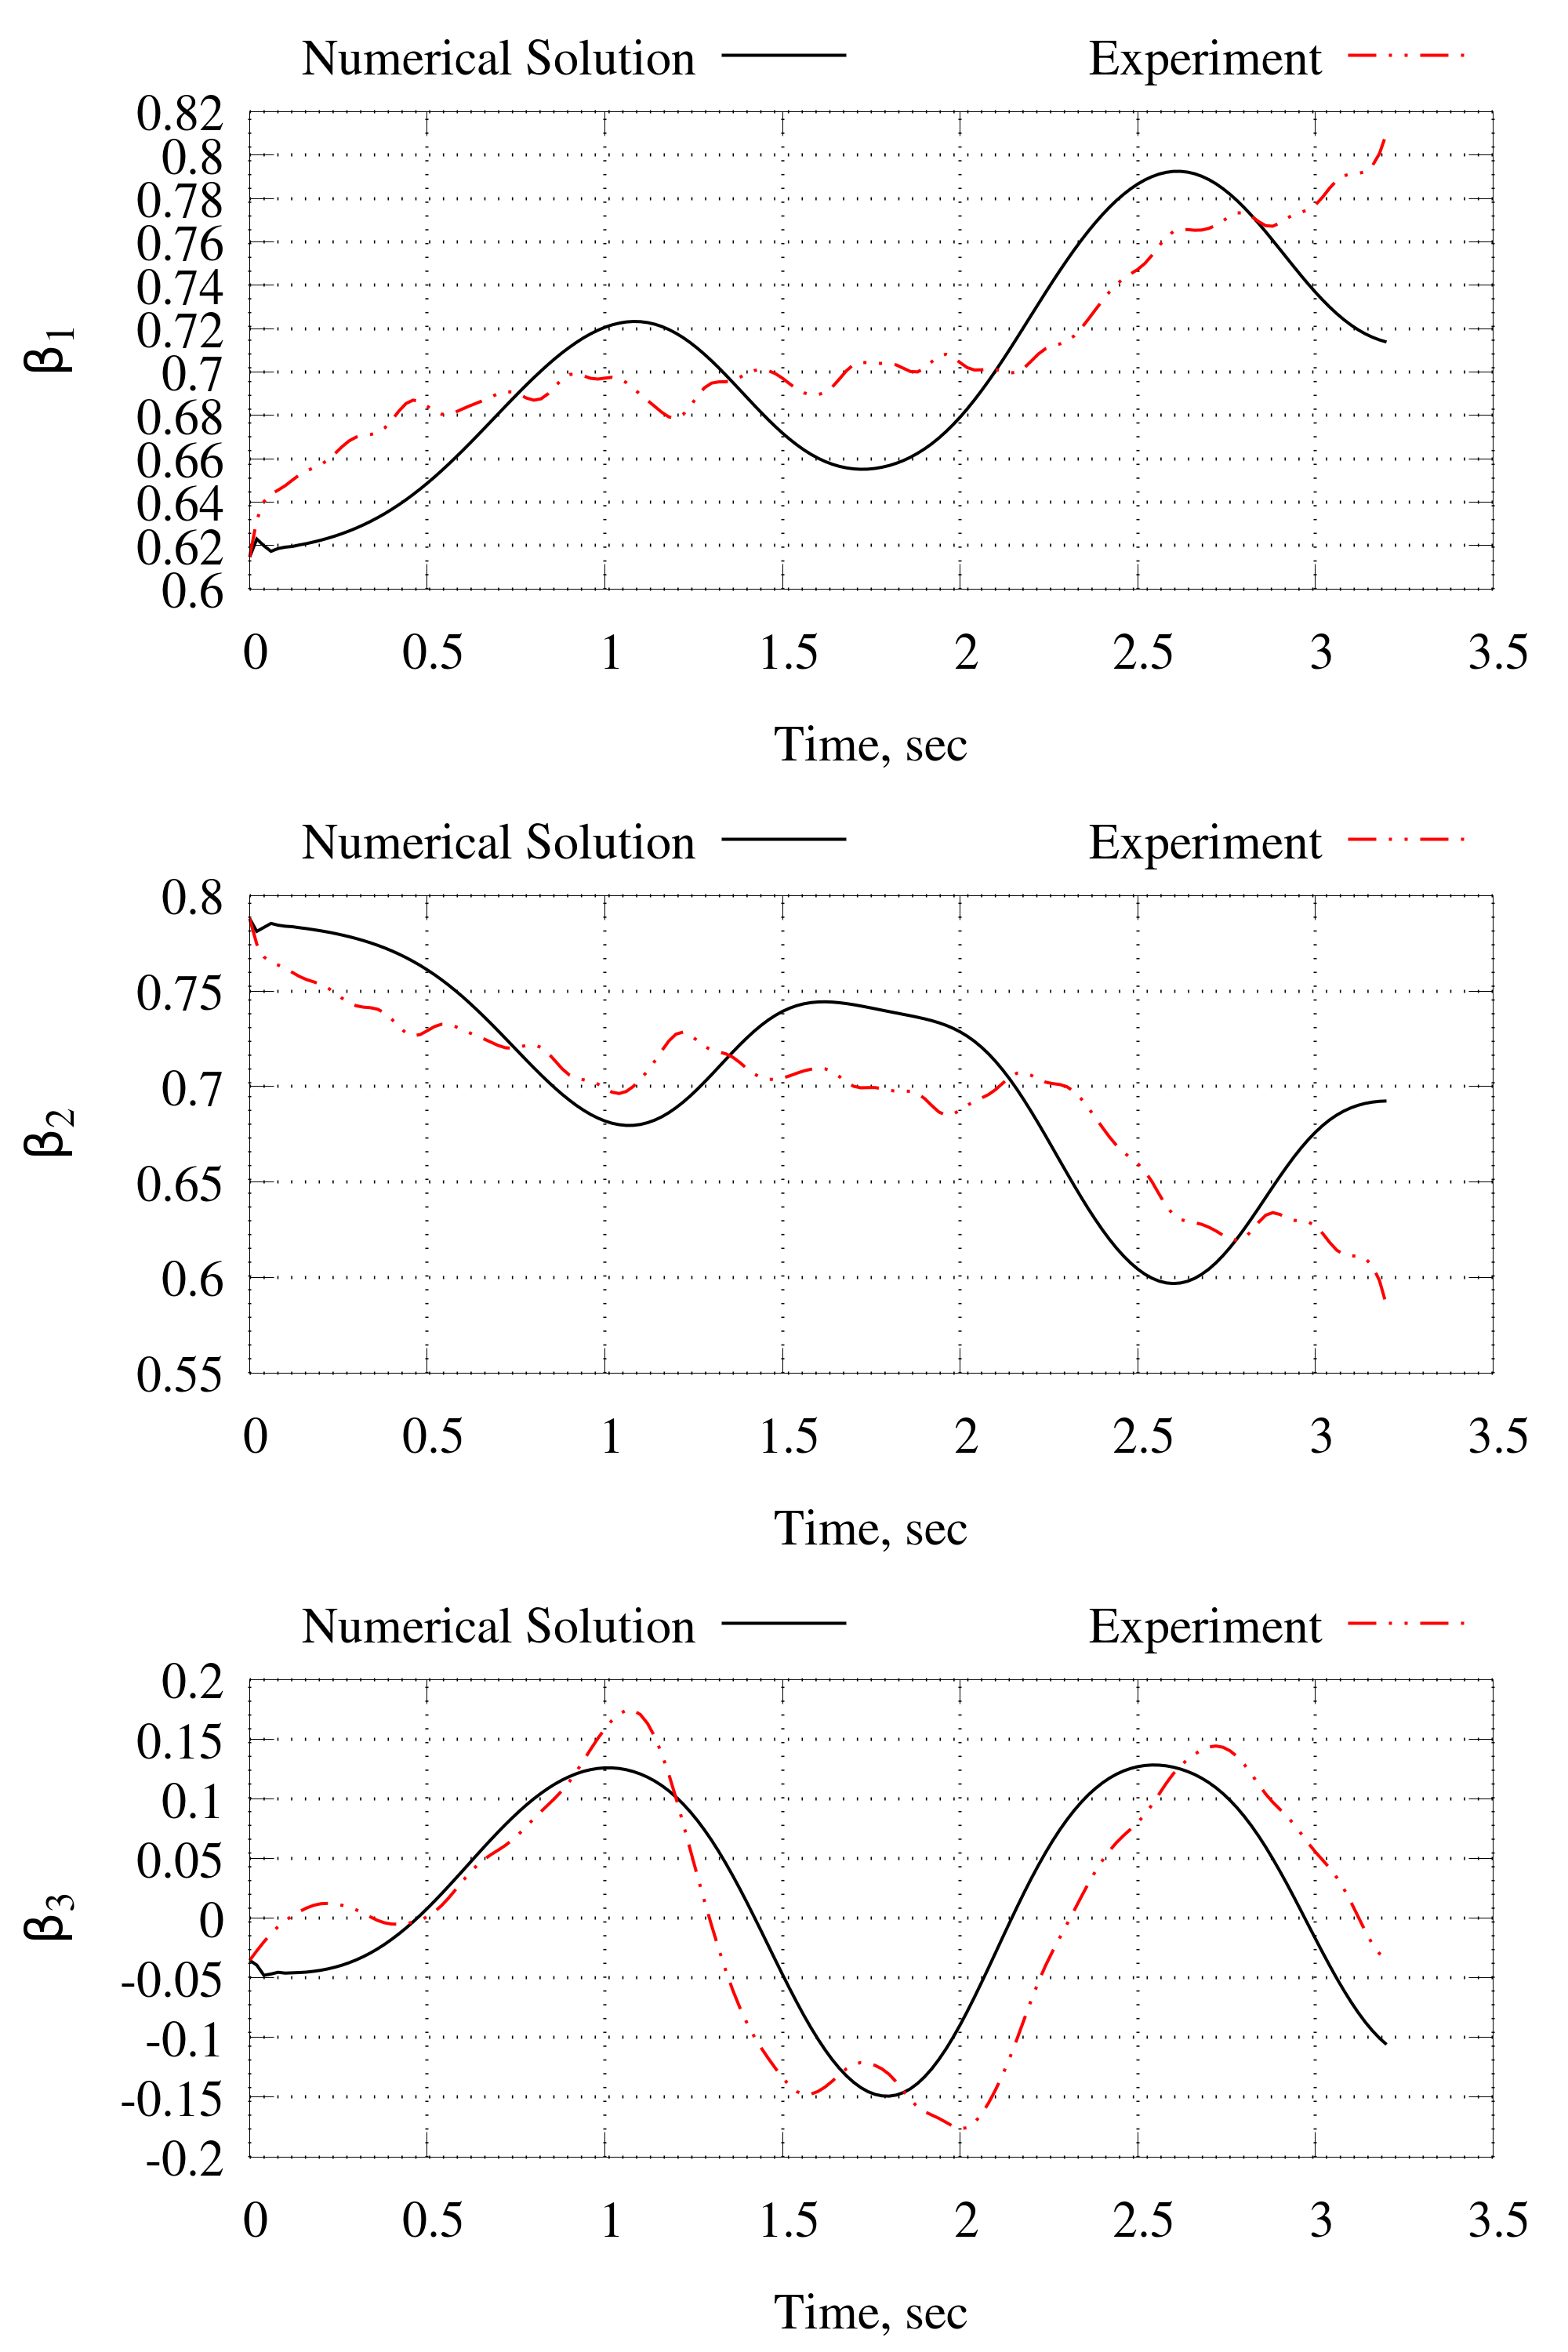 Numerical Solution Experiment
0.82
0.8
0.78
0.76
0.74
0.72
0.7
0.68
0.66
0.64
0.62
0.6
β1
0 0.5 1 1.5 2 2.5 3 3.5
Time, sec
Numerical Solution Experiment
0.8
0.75
0.7
0.65
0.6
0.55
β2
0 0.5 1 1.5 2 2.5 3 3.5
Time, sec
Numerical Solution Experiment
0.2
0.15
0.1
0.05
0
-0.05
-0.1
-0.15
-0.2
β3
0 0.5 1 1.5 2 2.5 3 3.5
Time, sec